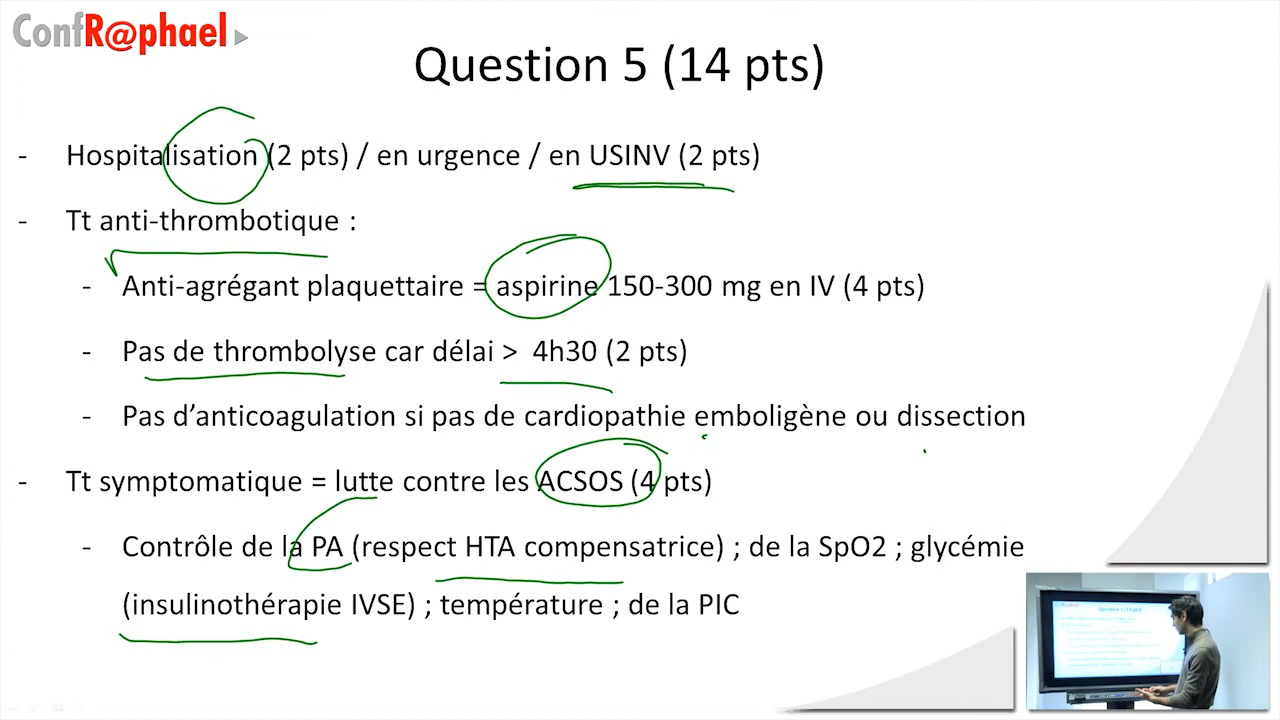 ConfR@phael
Question 5 (14 pts)
- Hospitalisation (2 pts) / en urgence / en USINV (2 pts)
- Tt anti-thrombotique :
- Anti-agrégant plaquettaire = aspirine 150-300 mg en IV (4 pts)
- Pas de thrombolyse car délai > 4h30 (2 pts)
- Pas d’anticoagulation si pas de cardiopathie emboligène ou dissection
- Tt symptomatique = lutte contre les ACSOS (4 pts)
- Contrôle de la PA (respect HTA compensatrice) ; de la SpO2 ; glycémie
(insulinothérapie IVSE) ; température ; de la PIC